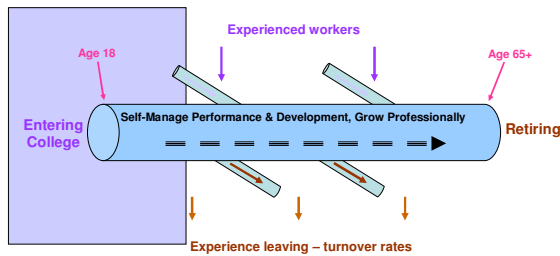 Experienced workers
Age 18
Age 65+
Self-Manage Performance & Development, Grow Professionally
Entering
College
Retiring
Experience leaving – turnover rates